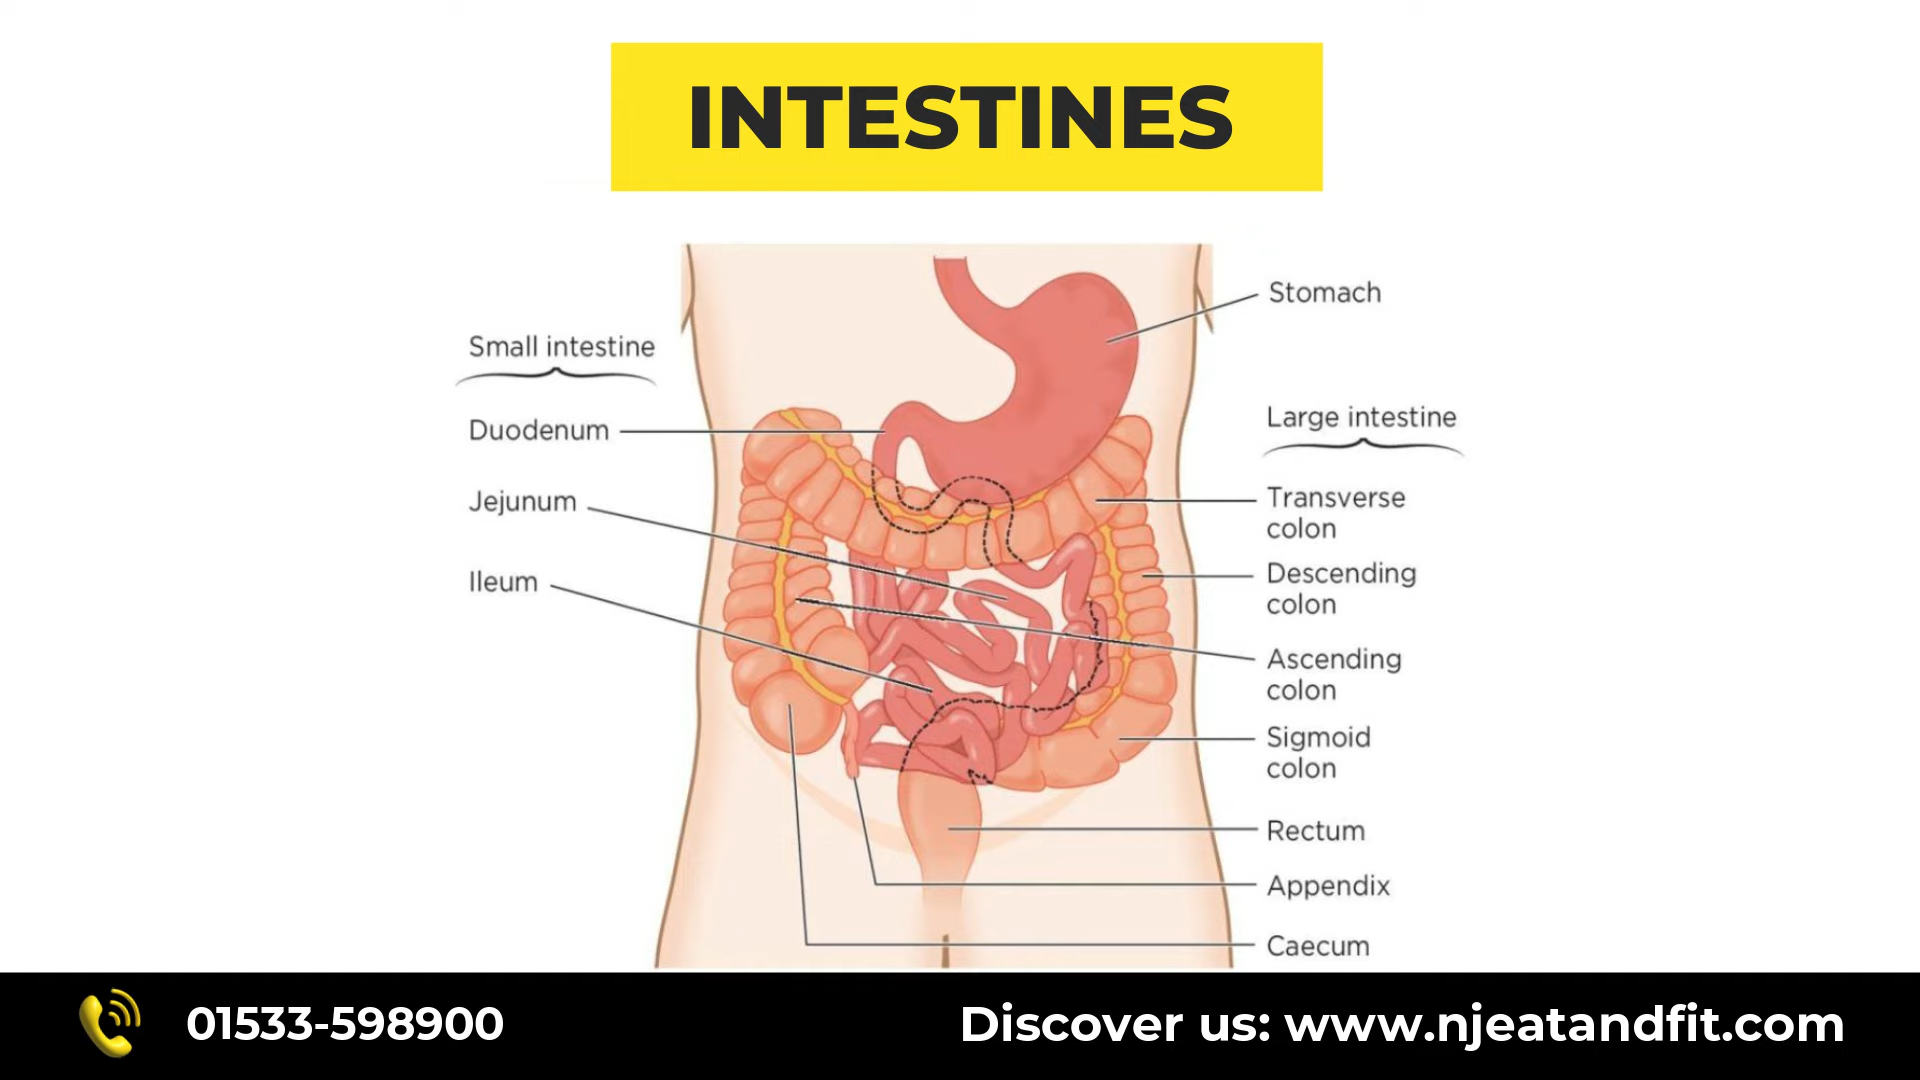 INTESTINES
Stomach
Small intestine
Duodenum
Jejunum
Ileum
Large intestine
Transverse
colon
Descending
colon
Ascending
colon
Sigmoid
colon
Rectum
Appendix
Caecum
01533-598900
Discover us: www.njeatandfit.com